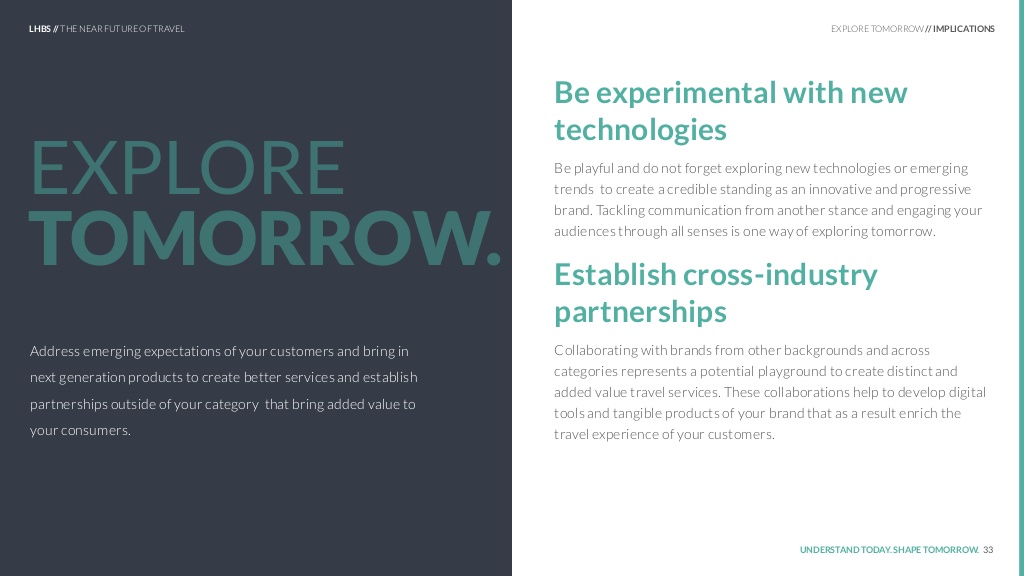 LHBS // THE NEAR FUTURE OF TRAVEL
EXPLORE
TOMORROW.
Address emerging expectations of your customers and bring in
next generation products to create better services and establish
partnerships outside of your category that bring added value to
your consumers.
EXPLORE TOMORROW // IMPLICATIONS
Be experimental with new
technologies
Be playful and do not forget exploring new technologies or emerging
trends to create a credible standing as an innovative and progressive
brand. Tackling communication from another stance and engaging your
audiences through all senses is one way of exploring tomorrow.
Establish cross-industry
partnerships
Collaborating with brands from other backgrounds and across
categories represents a potential playground to create distinct and
added value travel services. These collaborations help to develop digital
tools and tangible products of your brand that as a result enrich the
travel experience of your customers.
UNDERSTAND TODAY. SHAPE TOMORROW. 33